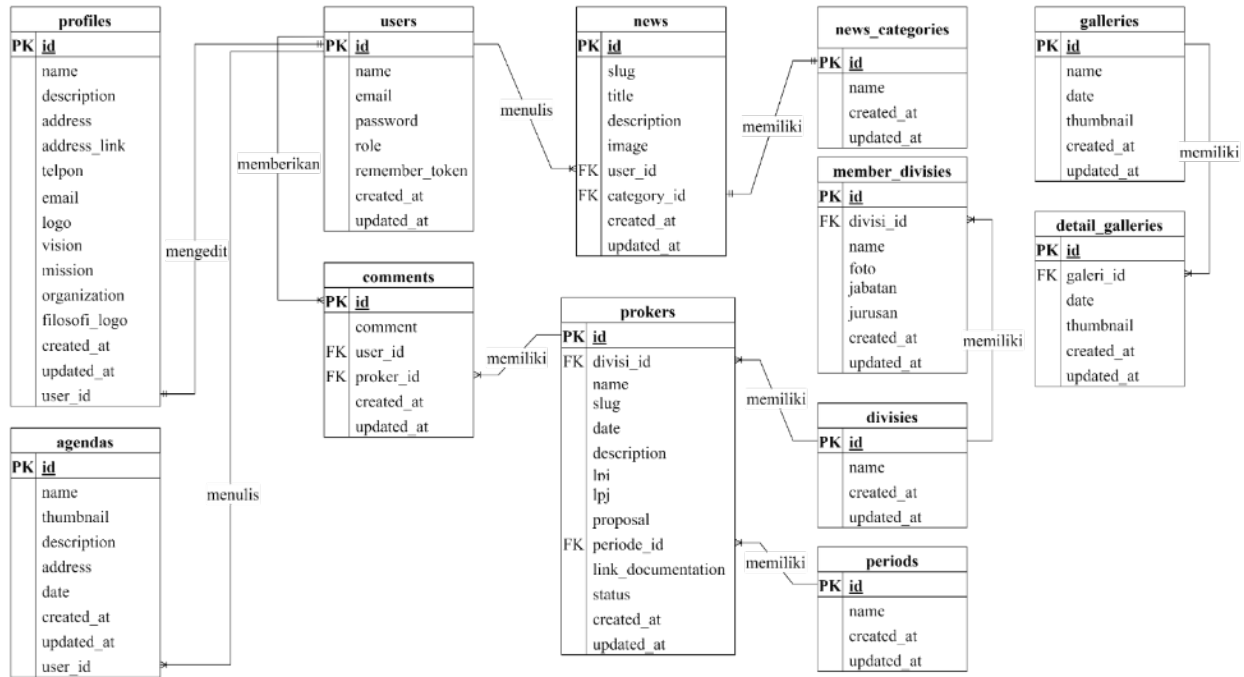 profiles
PK id
name
description
address
address_link
telpon
email
logo
vision
mission
organization
filosofi_logo
created_at
updated_at
user_id
mengedit
agendas
PK id
name
thumbnail
description
address
date
created_at
updated_at
user_id
menulis
users
PK id
name
email
password
role
remember_token
created_at
updated_at
memberikan
menulis
comments
PK id
comment
FK user_id
FK proker_id
created_at
updated_at
memiliki
news
PK id
slug
title
description
image
FK user_id
FK category_id
created_at
updated_at
memiliki
prokers
PK id
FK divisi_id
name
slug
date
description
lpj
lpj
proposal
FK periode_id
link_documentation
status
created_at
updated_at
memiliki
memiliki
news_categories
PK id
name
created_at
updated_at
member_divisies
PK id
FK divisi_id
name
foto
jabatan
jurusan
created_at
updated_at
memiliki
divisies
PK id
name
created_at
updated_at
periods
PK id
name
created_at
updated_at
galleries
PK id
name
date
thumbnail
created_at
updated_at
memiliki
detail_galleries
PK id
FK galeri_id
date
thumbnail
created_at
updated_at